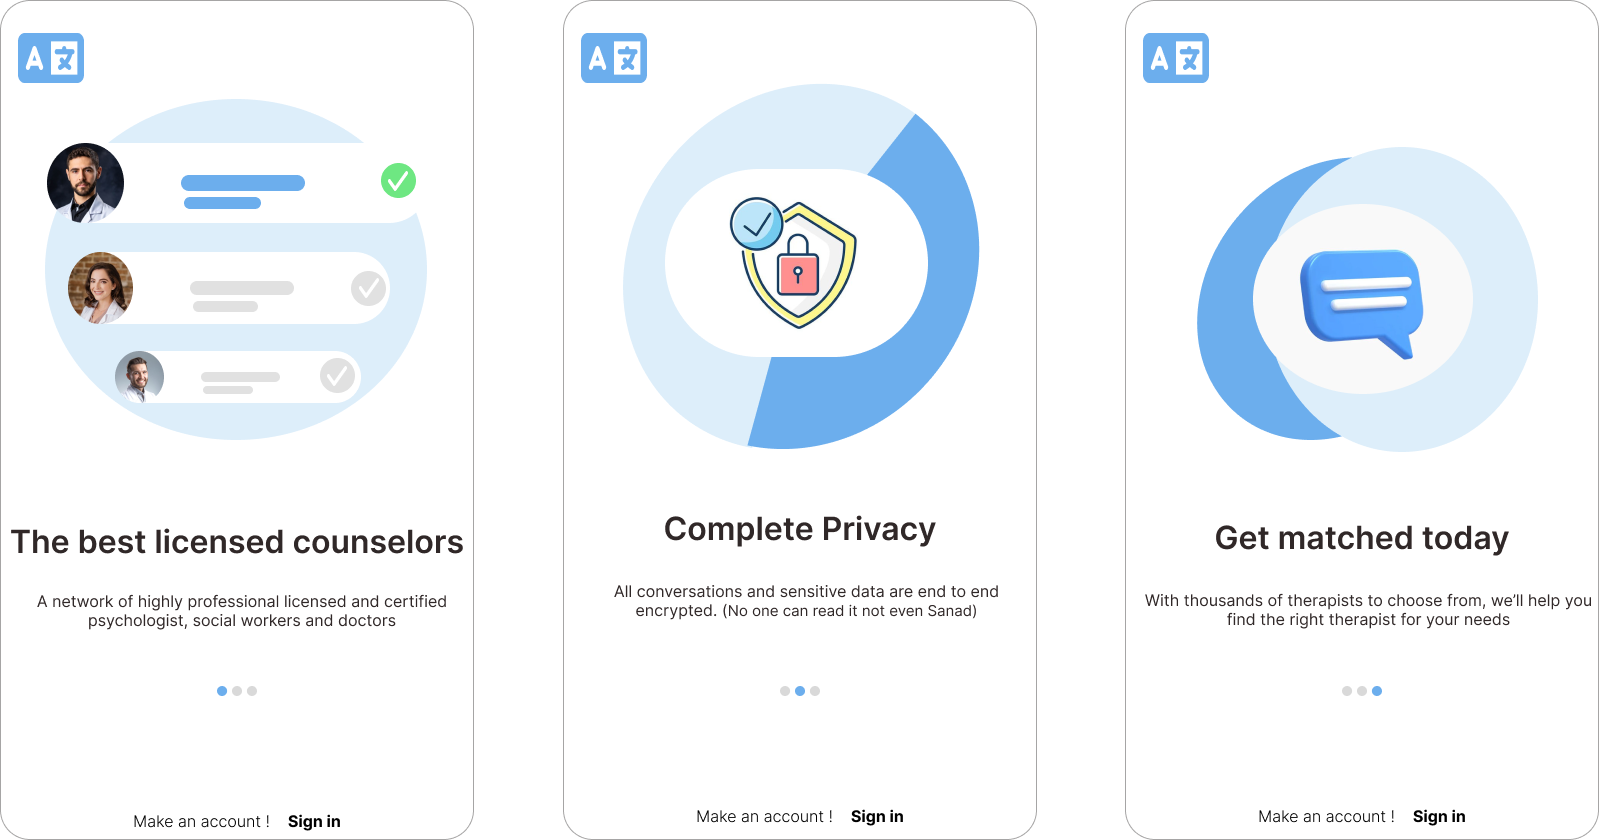 A 文
The best licensed counselors
A network of highly professional licensed and certified
psychologist, social workers and doctors
Make an account ! Sign in
A 文
Complete Privacy
All conversations and sensitive data are end to end
encrypted. (No one can read it not even Sanad)
Make an account ! Sign in
A 文
Get matched today
With thousands of therapists to choose from, we’ll help you
find the right therapist for your needs
Make an account ! Sign in